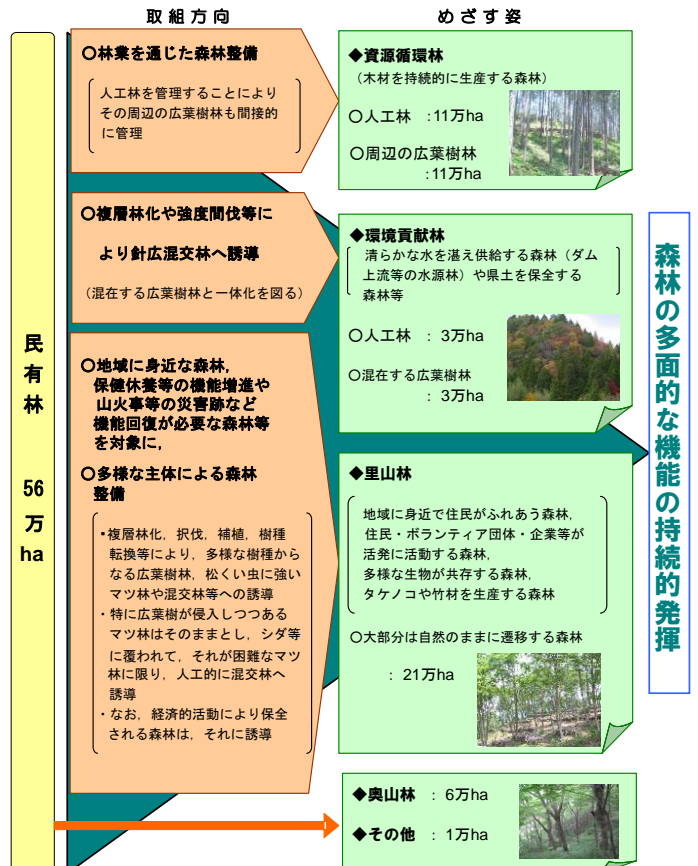 取組方向
めざす姿
民有林 56万ha
○林業を通じた森林整備
人工林を管理することにより
その周辺の広葉樹林も間接的
に管理
◆資源循環林
（木材を持続的に生産する森林）
○人工林 ：11万ha
○周辺の広葉樹林
：11万ha
○複層林化や強度間伐等に
より針広混交林へ誘導
（混在する広葉樹林と一体化を図る）
◆環境貢献林
清らかな水を湛え供給する森林（ダム
上流等の水源林）や県土を保全する
森林等
○人工林 ：3万ha
○混在する広葉樹林
：3万ha
○地域に身近な森林，
保健休養等の機能増進や
山火事等の災害跡など
機能回復が必要な森林等
を対象に，
○多様な主体による森林
整備
・複層林化，択伐，補植，樹種
転換等により，多様な樹種から
なる広葉樹林，松くい虫に強い
マツ林や混交林等への誘導
・特に広葉樹が侵入しつつある
マツ林はそのままとし，シダ等
に覆われて，それが困難なマツ
林に限り，人工的に混交林へ
誘導
・なお，経済的活動により保全
される森林は，それに誘導
◆里山林
地域に身近で住民がふれあう森林，
住民・ボランティア団体・企業等が
活発に活動する森林，
多様な生物が共存する森林，
タケノコや竹材を生産する森林
○大部分は自然のままに遷移する森林
：21万ha
◆奥山林 ：6万ha
◆その他 ：1万ha
森林の多面的な機能の持続的発揮